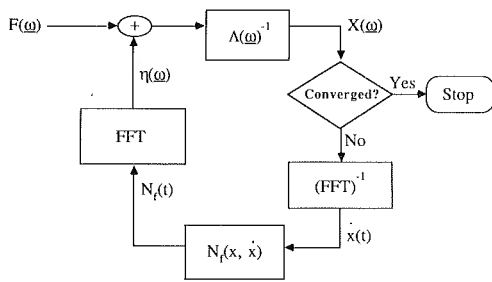 F(ω)
+
Λ(ω)⁻¹
X(ω)
η(ω)
Converged?
Yes
Stop
FFT
No
(FFT)⁻¹
N_f(t)
ẋ(t)
N_f(x, ẋ)